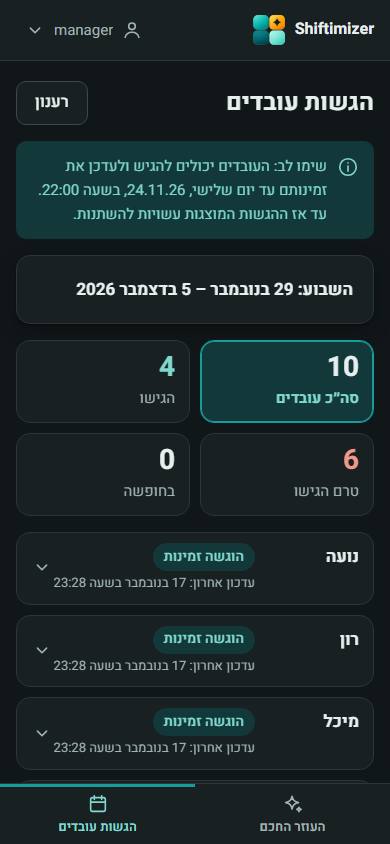 Shiftimizer
manager
הגשות עובדים
רענון
שימו לב: העובדים יכולים להגיש ולעדכן את
זמינותם עד יום שלישי, 24.11.26, בשעה 22:00.
עד אז ההגשות המוצגות עשויות להשתנות.
השבוע: 29 בנובמבר – 5 בדצמבר 2026
10
סה״כ עובדים
4
הגישו
6
טרם הגישו
0
בחופשה
נועה
הוגשה זמינות
עדכון אחרון: 17 בנובמבר בשעה 23:28
רון
הוגשה זמינות
עדכון אחרון: 17 בנובמבר בשעה 23:28
מיכל
הוגשה זמינות
עדכון אחרון: 17 בנובמבר בשעה 23:28
העוזר החכם
הגשות עובדים